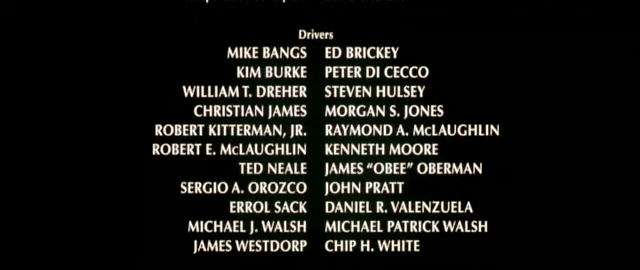 Drivers
MIKE BANGS ED BRICKEY
KIM BURKE PETER DI CECCO
WILLIAM T. DREHER STEVEN HULSEY
CHRISTIAN JAMES MORGAN S. JONES
ROBERT KITTERMAN, JR. RAYMOND A. McLAUGHLIN
ROBERT E. McLAUGHLIN KENNETH MOORE
TED NEALE JAMES “OBEE” OBERMAN
SERGIO A. OROZCO JOHN PRATT
ERROL SACK DANIEL R. VALENZUELA
MICHAEL J. WALSH MICHAEL PATRICK WALSH
JAMES WESTDORP CHIP H. WHITE